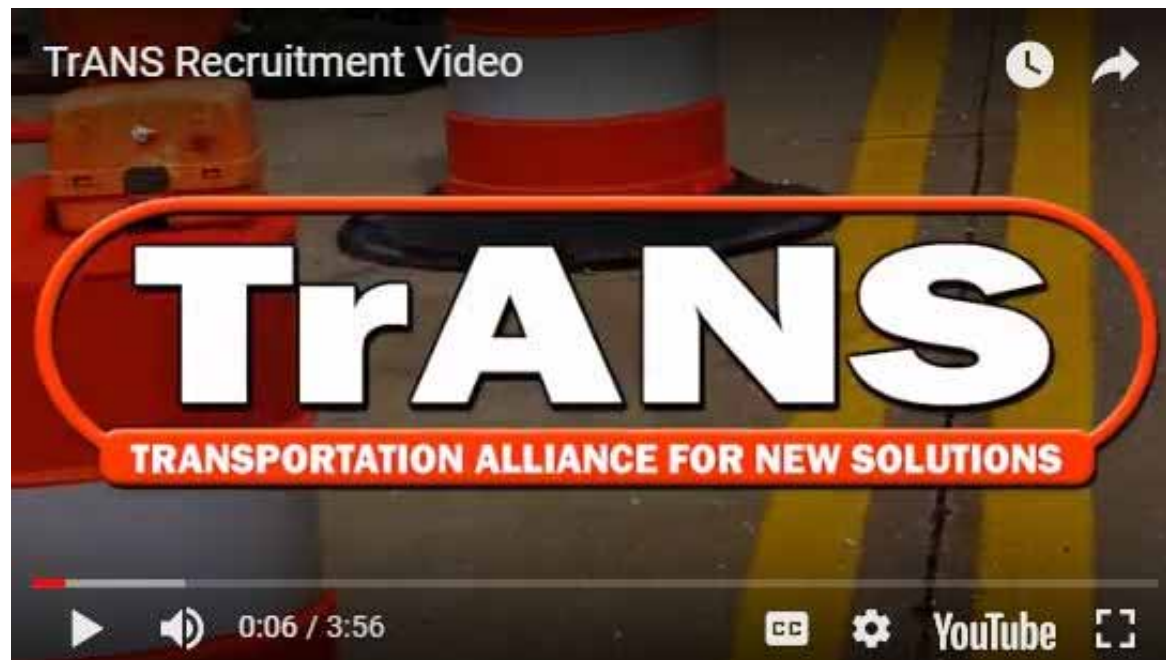 TrANS Recruitment Video
TrANS
TRANSPORTATION ALLIANCE FOR NEW SOLUTIONS
0:06 / 3:56
CC
YouTube